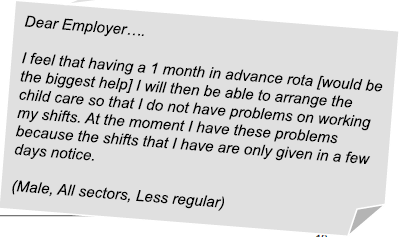 Dear Employer….
I feel that having a 1 month in advance rota [would be
the biggest help] I will then be able to arrange the
child care so that I do not have problems on working
my shifts. At the moment I have these problems
because the shifts that I have are only given in a few
days notice.
(Male, All sectors, Less regular)